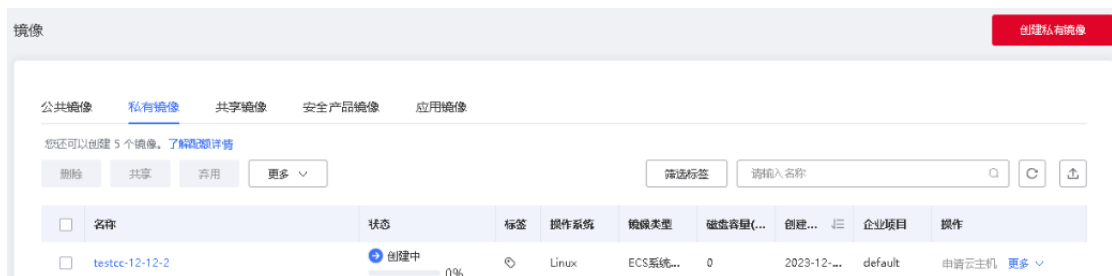 镜像
创建私有镜像
公共镜像 私有镜像 共享镜像 安全产品镜像 应用镜像
您还可以创建 5 个镜像。了解配额详情
删除 共享 弃用 更多 筛选标签 请输入名称
名称 状态 标签 操作系统 镜像类型 磁盘容量(... 创建... 企业项目 操作
testcc-12-12-2 创建中 0% Linux ECS系统... 0 2023-12-... default 申请云主机 更多